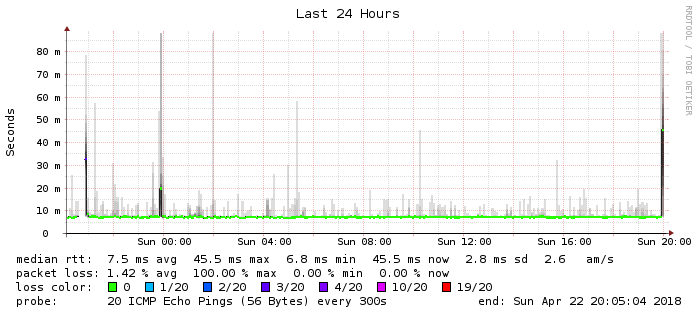 Last 24 Hours
RRDTOOL / TOBI OETIKER
Seconds
80 m
70 m
60 m
50 m
40 m
30 m
20 m
10 m
0
Sun 00:00 Sun 04:00 Sun 08:00 Sun 12:00 Sun 16:00 Sun 20:00
median rtt: 7.5 ms avg 45.5 ms max 6.8 ms min 45.5 ms now 2.8 ms sd 2.6 am/s
packet loss: 1.42 % avg 100.00 % max 0.00 % min 0.00 % now
loss color: 0 1/20 2/20 3/20 4/20 10/20 19/20
probe: 20 ICMP Echo Pings (56 Bytes) every 300s end: Sun Apr 22 20:05:04 2018